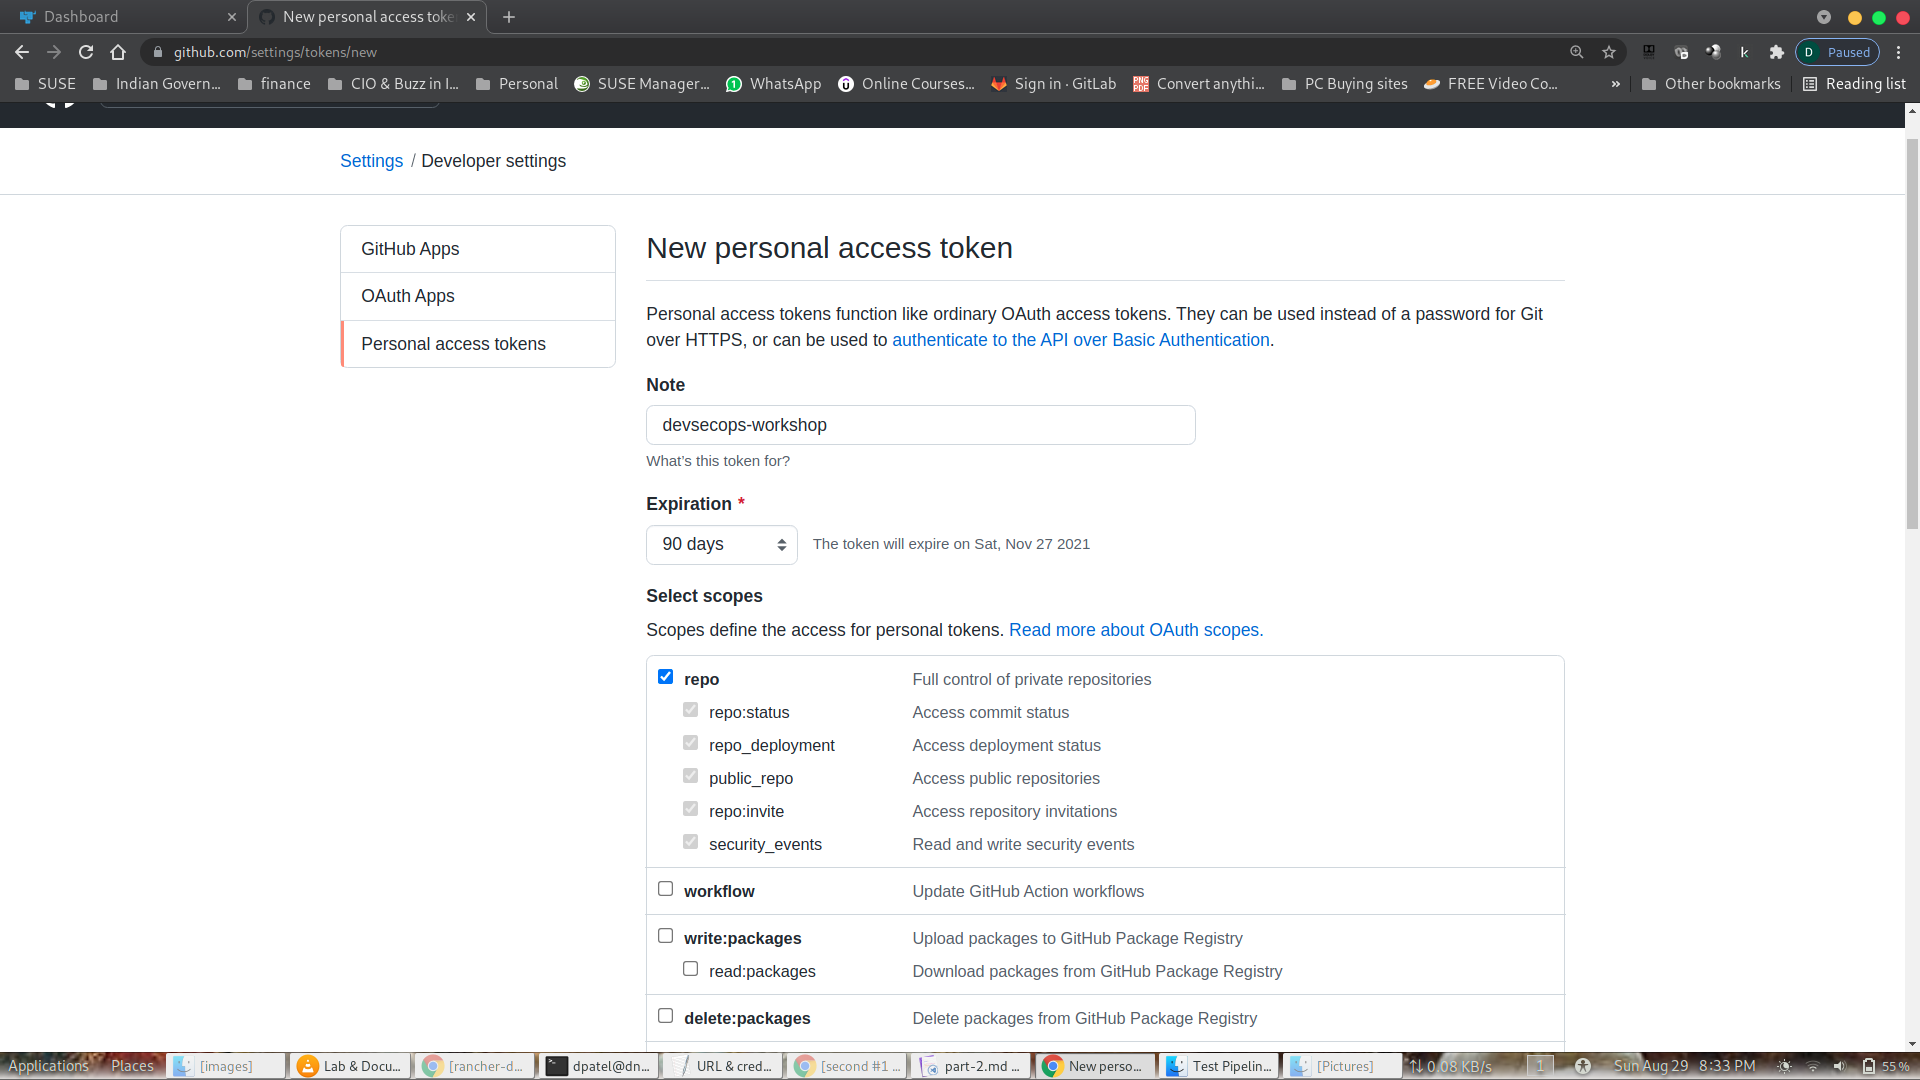 Dashboard
New personal access toke
github.com/settings/tokens/new
D Paused
SUSE
Indian Govern...
finance
CIO & Buzz in I...
Personal
SUSE Manager...
WhatsApp
Online Courses...
Sign in · GitLab
PNG PDF
Convert anythi...
PC Buying sites
FREE Video Co...
»
Other bookmarks
Reading list
Settings / Developer settings
GitHub Apps
OAuth Apps
Personal access tokens
New personal access token
Personal access tokens function like ordinary OAuth access tokens. They can be used instead of a password for Git
over HTTPS, or can be used to authenticate to the API over Basic Authentication.
Note
devsecops-workshop
What's this token for?
Expiration *
90 days
The token will expire on Sat, Nov 27 2021
Select scopes
Scopes define the access for personal tokens. Read more about OAuth scopes.
repo Full control of private repositories
repo:status Access commit status
repo_deployment Access deployment status
public_repo Access public repositories
repo:invite Access repository invitations
security_events Read and write security events
workflow Update GitHub Action workflows
write:packages Upload packages to GitHub Package Registry
read:packages Download packages from GitHub Package Registry
delete:packages Delete packages from GitHub Package Registry
Applications
Places
[images]
Lab & Docu...
[rancher-d...
dpatel@dn...
URL & cred...
[second #1 ...
part-2.md ...
New perso...
Test Pipelin...
[Pictures]
0.08 KB/s
1
Sun Aug 29 8:33 PM
55 %